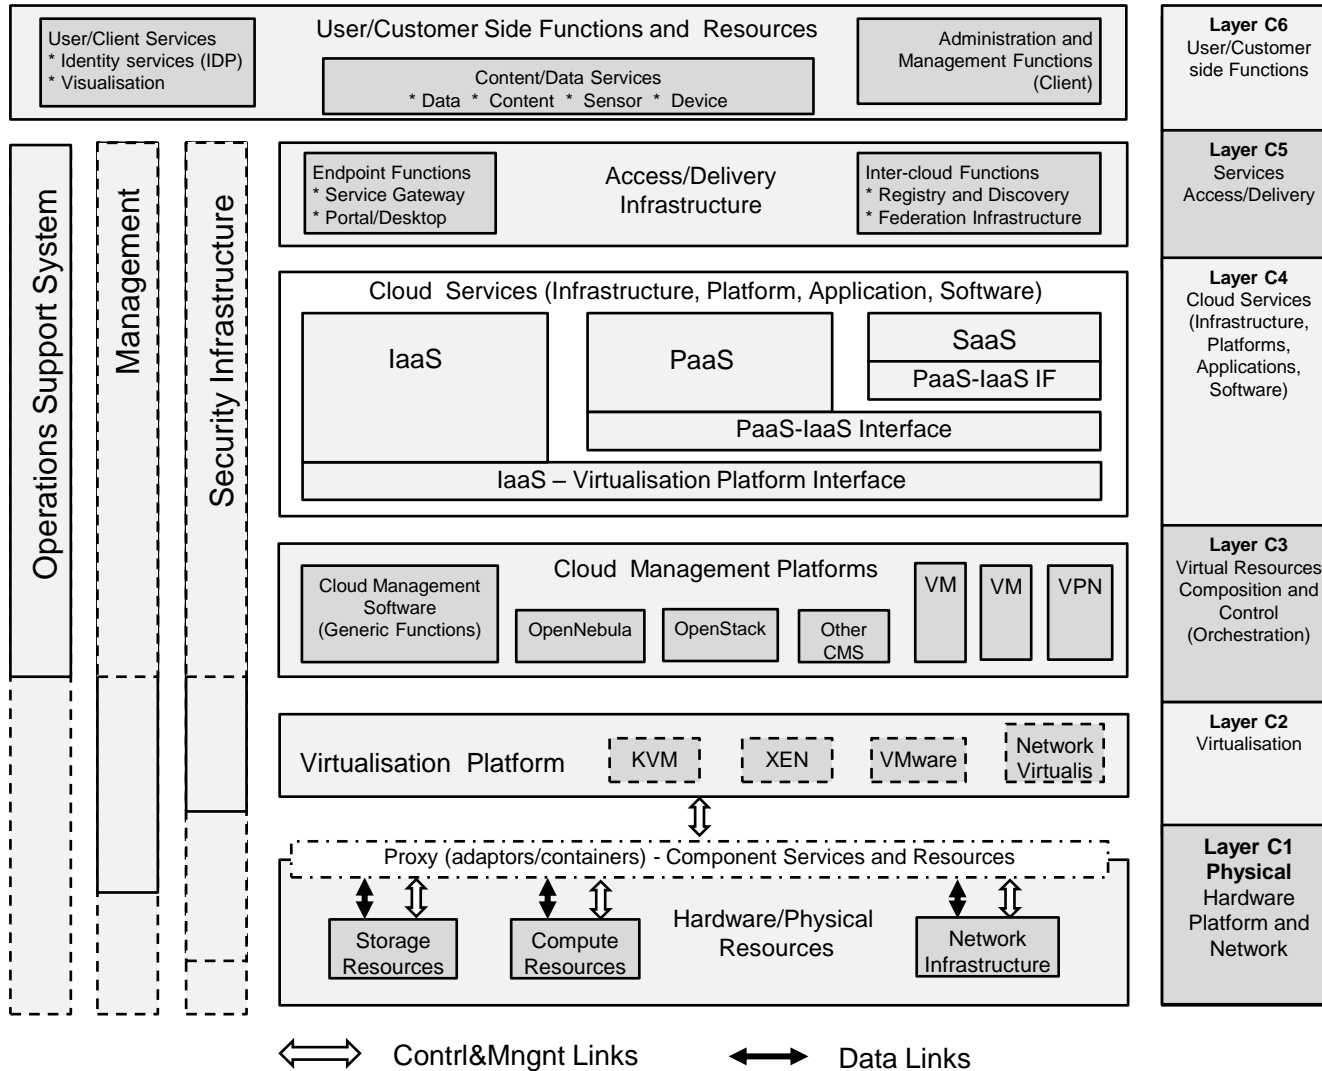 User/Customer Side Functions and Resources
User/Client Services
* Identity services (IDP)
* Visualisation
Content/Data Services
* Data * Content * Sensor * Device
Administration and
Management Functions
(Client)
Layer C6
User/Customer
side Functions
Operations Support System
Management
Security Infrastructure
Endpoint Functions
* Service Gateway
* Portal/Desktop
Access/Delivery
Infrastructure
Inter-cloud Functions
* Registry and Discovery
* Federation Infrastructure
Layer C5
Services
Access/Delivery
Cloud Services (Infrastructure, Platform, Application, Software)
IaaS
PaaS
SaaS
PaaS-IaaS IF
PaaS-IaaS Interface
IaaS – Virtualisation Platform Interface
Layer C4
Cloud Services
(Infrastructure,
Platforms,
Applications,
Software)
Cloud Management Platforms
Cloud Management
Software
(Generic Functions)
OpenNebula
OpenStack
Other
CMS
VM
VM
VPN
Layer C3
Virtual Resources
Composition and
Control
(Orchestration)
Virtualisation Platform
KVM
XEN
VMware
Network
Virtualis
Layer C2
Virtualisation
Proxy (adaptors/containers) - Component Services and Resources
Hardware/Physical
Resources
Storage
Resources
Compute
Resources
Network
Infrastructure
Layer C1
Physical
Hardware
Platform and
Network
Contrl&Mngnt Links
Data Links